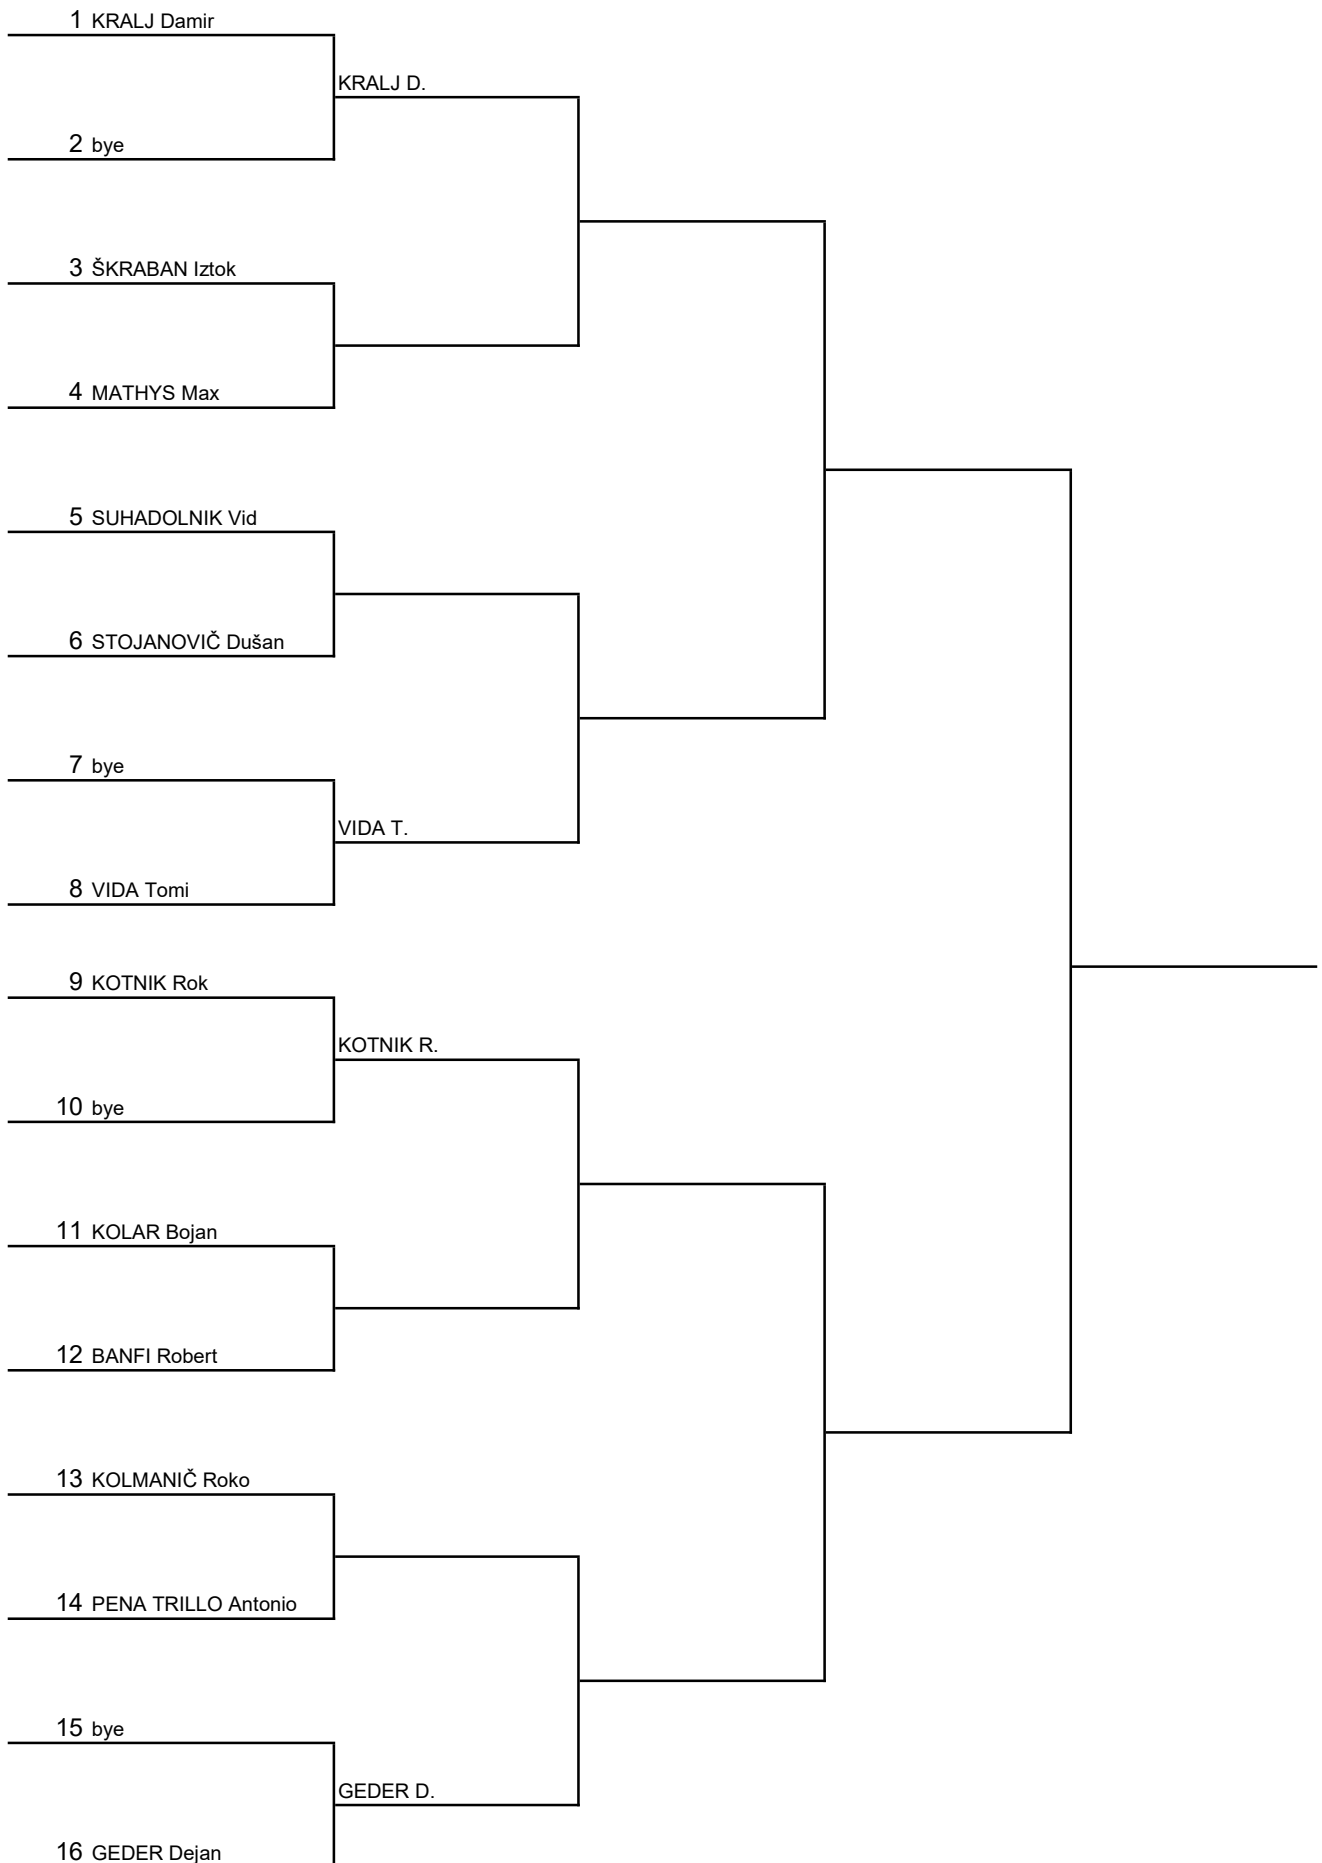 1 KRALJ Damir
KRALJ D.
2 bye
3 ŠKRABAN Iztok
4 MATHYS Max
5 SUHADOLNIK Vid
6 STOJANOVIČ Dušan
7 bye
VIDA T.
8 VIDA Tomi
9 KOTNIK Rok
KOTNIK R.
10 bye
11 KOLAR Bojan
12 BANFI Robert
13 KOLMANIČ Roko
14 PENA TRILLO Antonio
15 bye
GEDER D.
16 GEDER Dejan